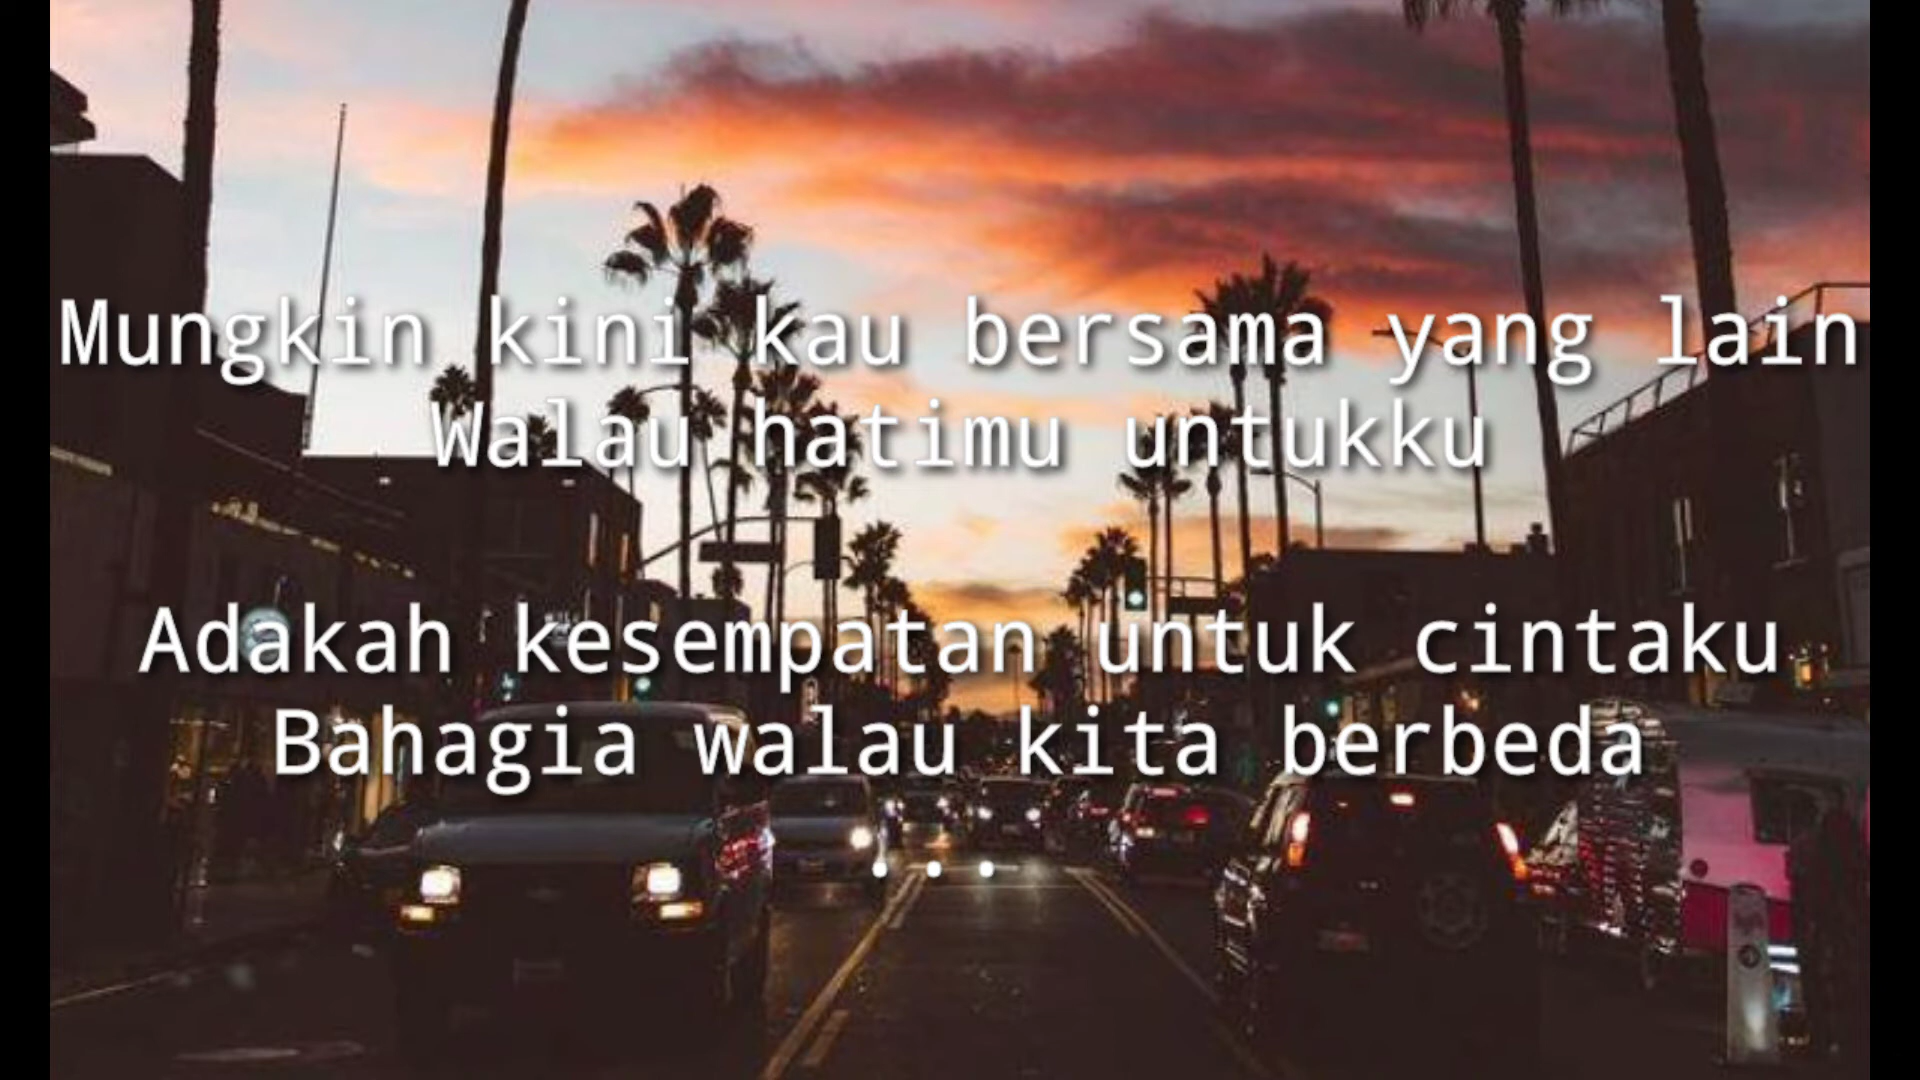 Mungkin kini kau bersama yang lain
Walau hatimu untukku
Adakah kesempatan untuk cintaku
Bahagia walau kita berbeda
...